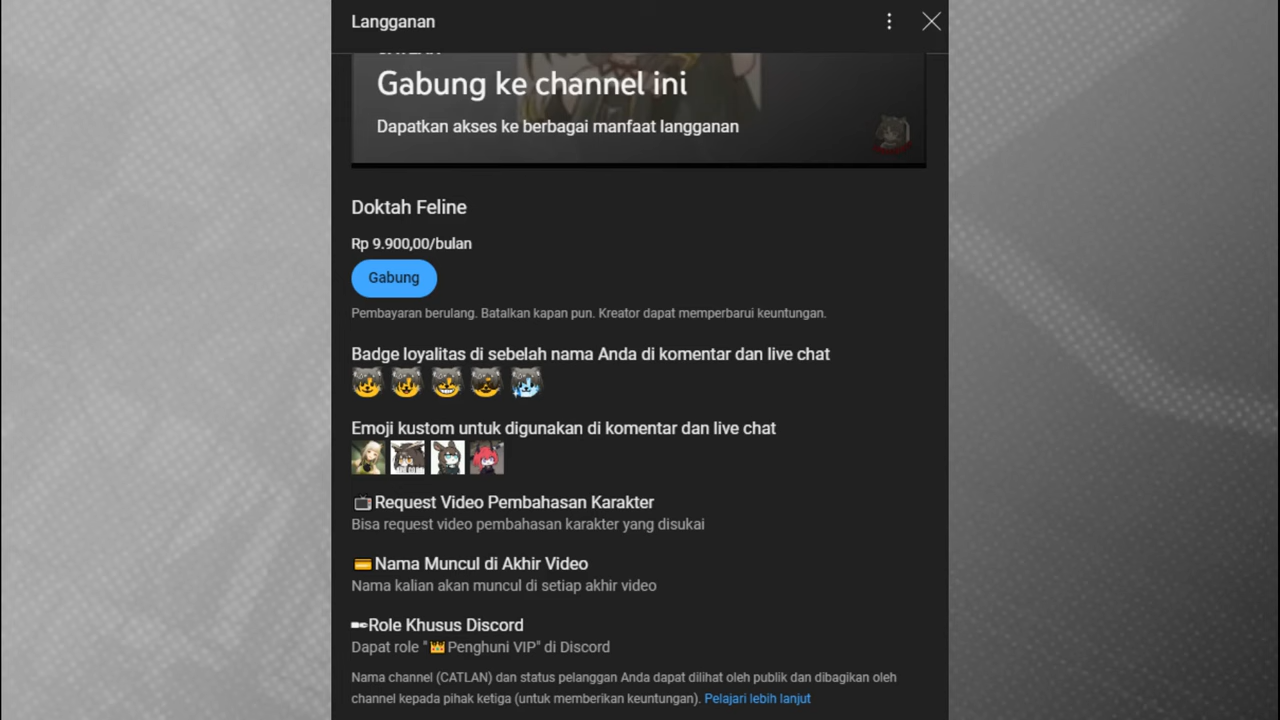 Langganan
CATLAN
Gabung ke channel ini
Dapatkan akses ke berbagai manfaat langganan
Doktah Feline
Rp 9.900,00/bulan
Gabung
Pembayaran berulang. Batalkan kapan pun. Kreator dapat memperbarui keuntungan.
Badge loyalitas di sebelah nama Anda di komentar dan live chat
Emoji kustom untuk digunakan di komentar dan live chat
📺Request Video Pembahasan Karakter
Bisa request video pembahasan karakter yang disukai
💳Nama Muncul di Akhir Video
Nama kalian akan muncul di setiap akhir video
Role Khusus Discord
Dapat role "👑Penghuni VIP" di Discord
Nama channel (CATLAN) dan status pelanggan Anda dapat dilihat oleh publik dan dibagikan oleh
channel kepada pihak ketiga (untuk memberikan keuntungan). Pelajari lebih lanjut